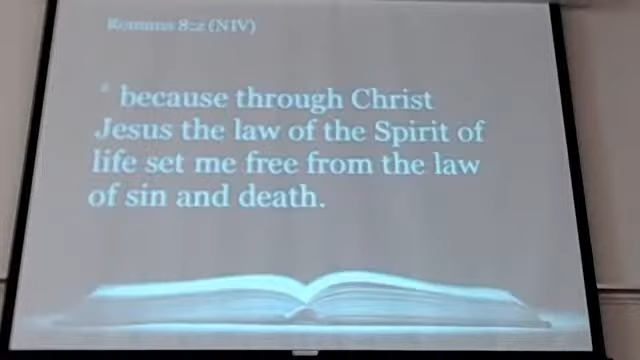 Romans 8:2 (NIV)
because through Christ
Jesus the law of the Spirit of
life set me free from the law
of sin and death.